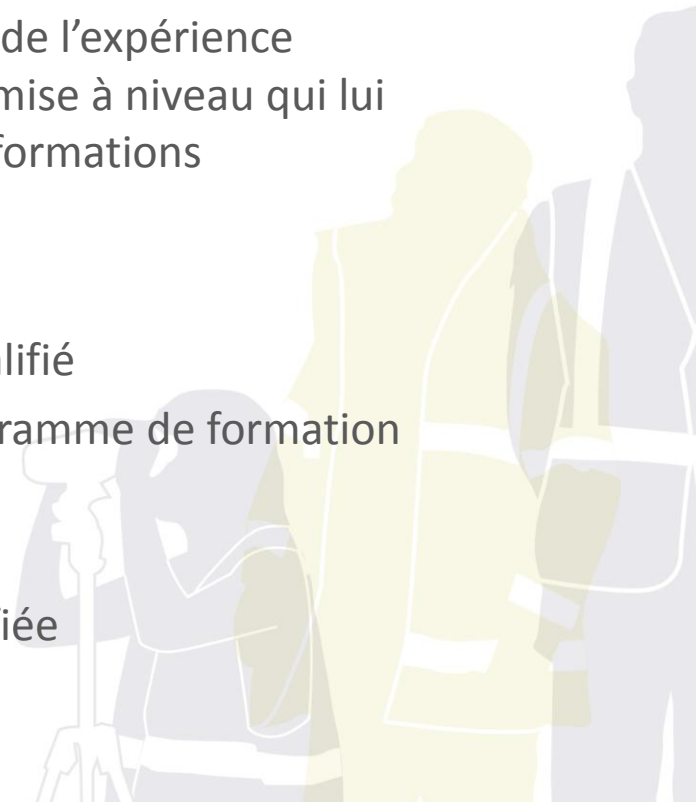 de l’expérience
mise à niveau qui lui
formations
lifié
ramme de formation
iée